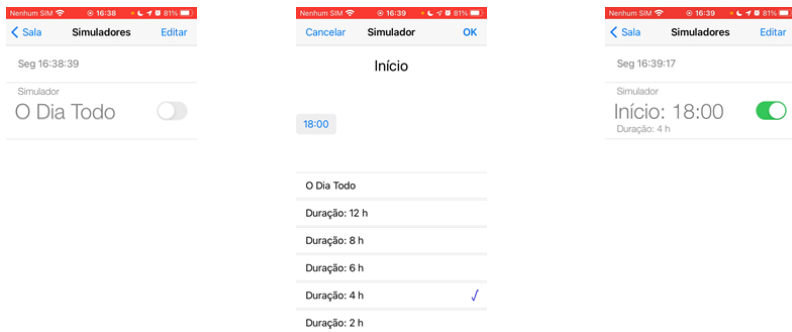 Nenhum SIM 16:38 81%
Sala Simuladores Editar
Seg 16:38:39
Simulador
O Dia Todo
Nenhum SIM 16:39 81%
Cancelar Simulador OK
Início
18:00
O Dia Todo
Duração: 12 h
Duração: 8 h
Duração: 6 h
Duração: 4 h
Duração: 2 h
Nenhum SIM 16:39 81%
Sala Simuladores Editar
Seg 16:39:17
Simulador
Início: 18:00
Duração: 4 h